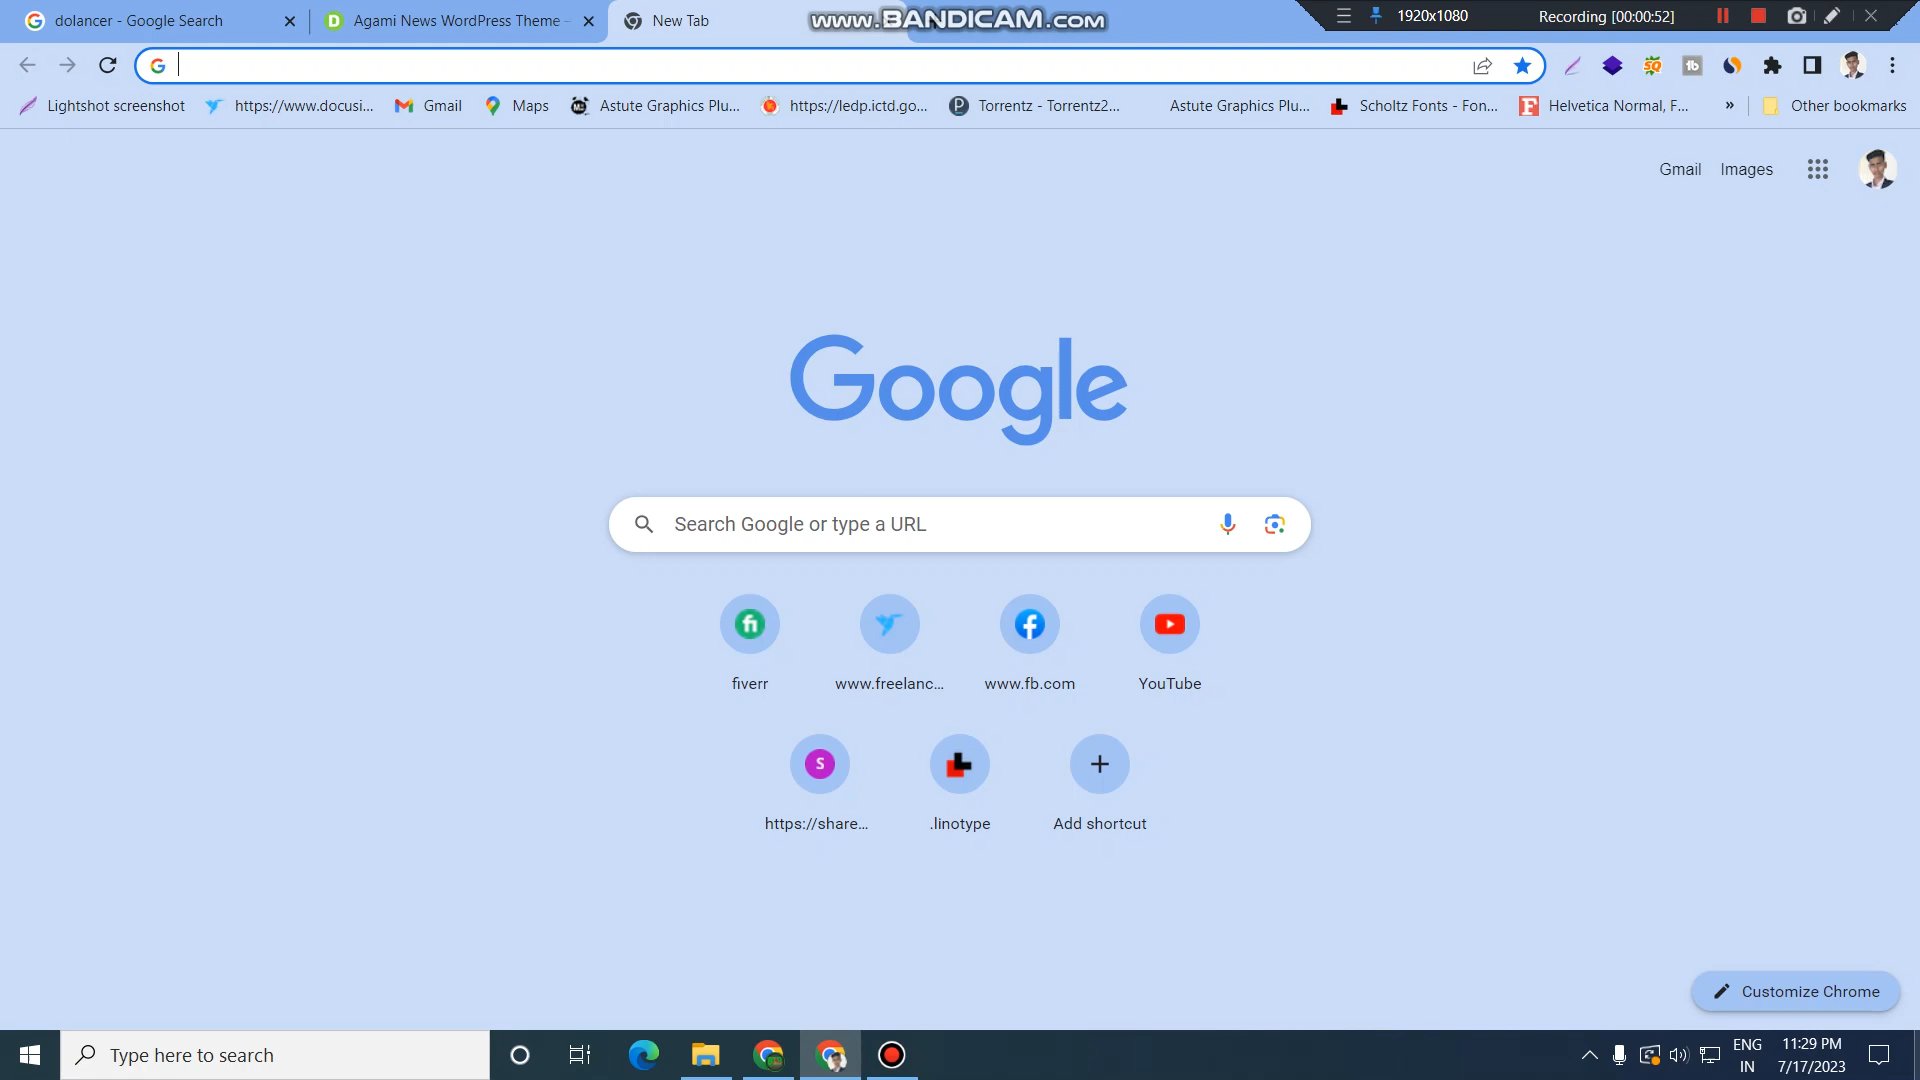 dolancer - Google Search
Agami News WordPress Theme -
New Tab
www.BANDICAM.com
1920x1080
Recording [00:00:52]
Lightshot screenshot
https://www.docusi...
Gmail
Maps
Astute Graphics Plu...
https://ledp.ictd.go...
Torrentz - Torrentz2...
Astute Graphics Plu...
Scholtz Fonts - Fon...
Helvetica Normal, F...
»
Other bookmarks
Gmail
Images
Google
Search Google or type a URL
fiverr
www.freelanc...
www.fb.com
YouTube
S
https://share...
.linotype
Add shortcut
Customize Chrome
Type here to search
ENG
IN
11:29 PM
7/17/2023